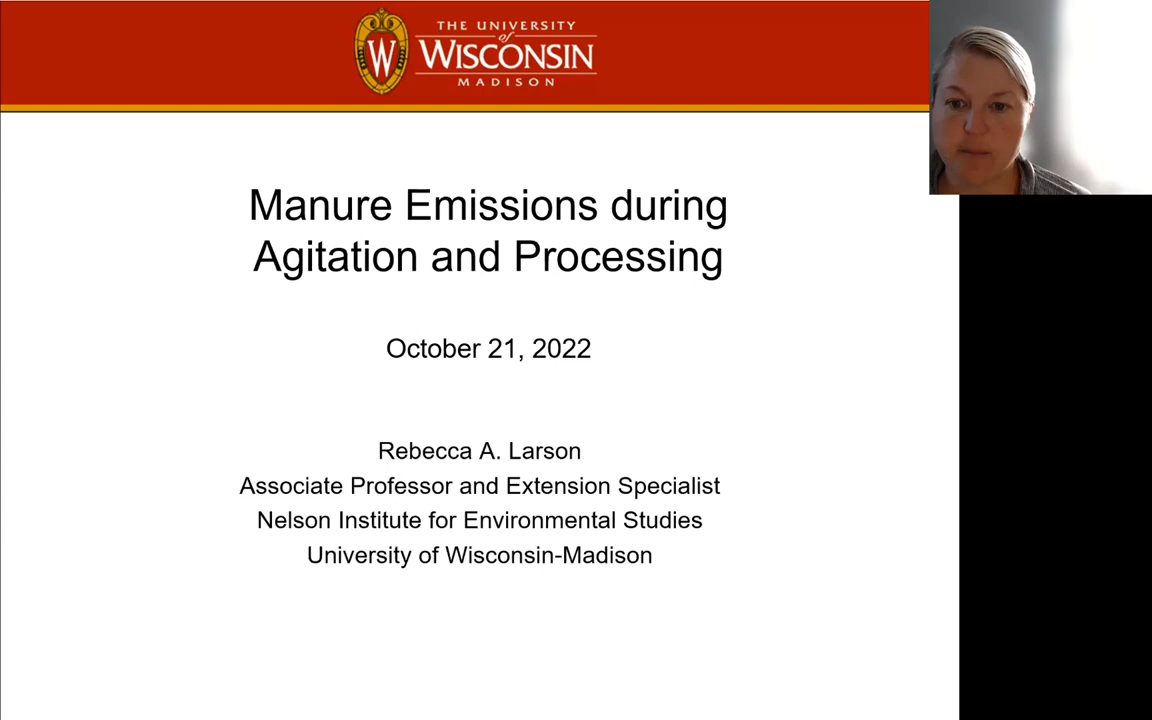 THE UNIVERSITY
of
WISCONSIN
MADISON
W
Manure Emissions during
Agitation and Processing
October 21, 2022
Rebecca A. Larson
Associate Professor and Extension Specialist
Nelson Institute for Environmental Studies
University of Wisconsin-Madison